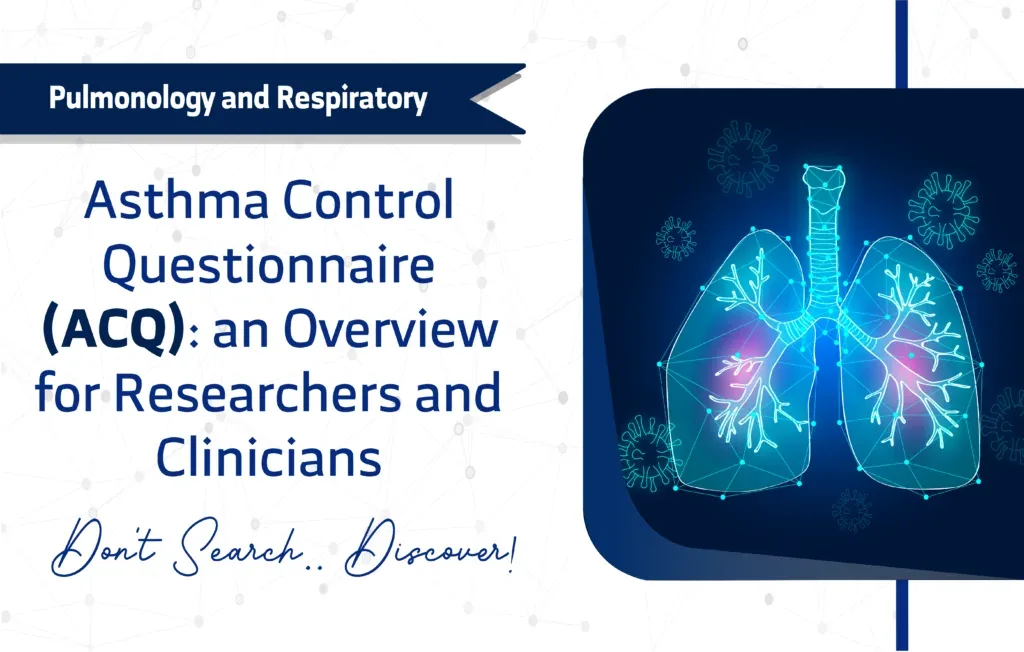 Pulmonology and Respiratory
Asthma Control
Questionnaire
(ACQ): an Overview
for Researchers and
Clinicians
Don't Search.. Discover!